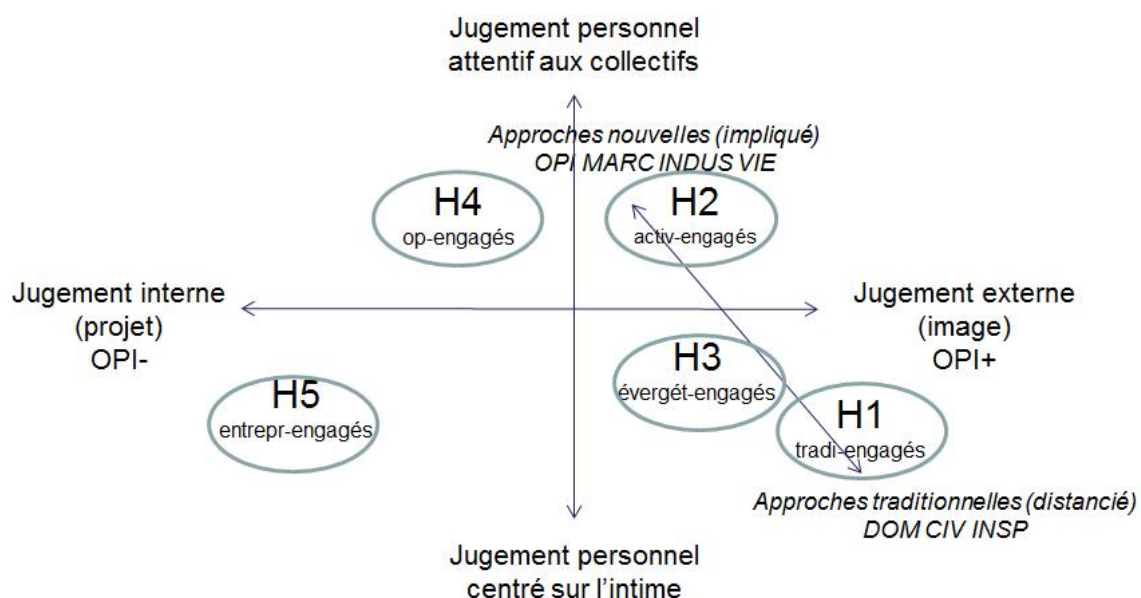 Jugement personnel
attentif aux collectifs
Approches nouvelles (impliqué)
OPI MARC INDUS VIE
H4
op-engagés
H2
activ-engagés
Jugement interne
(projet)
OPI-
Jugement externe
(image)
OPI+
H3
évergét-engagés
H5
entrepr-engagés
H1
tradi-engagés
Approches traditionnelles (distancié)
DOM CIV INSP
Jugement personnel
centré sur l'intime